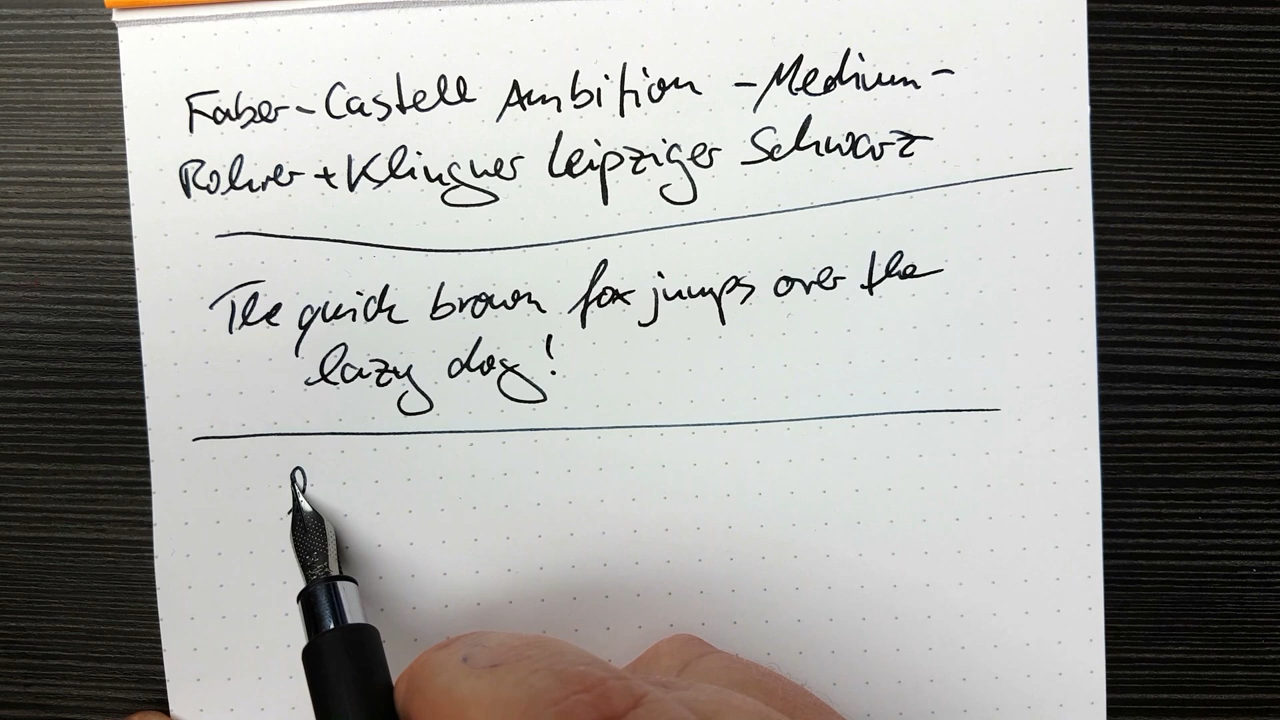 Faber-Castell Ambition - Medium -
Rohrer + Klingner Leipziger Schwarz
The quick brown fox jumps over the
lazy dog!